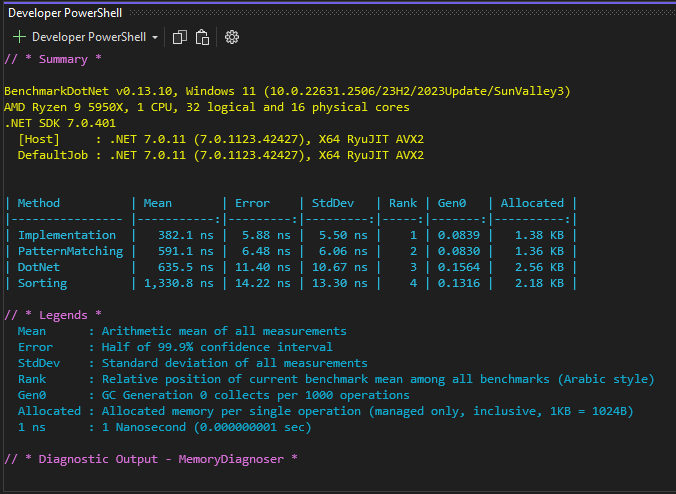 Developer PowerShell
Developer PowerShell
// * Summary *
BenchmarkDotNet v0.13.10, Windows 11 (10.0.22631.2506/23H2/2023Update/SunValley3)
AMD Ryzen 9 5950X, 1 CPU, 32 logical and 16 physical cores
.NET SDK 7.0.401
  [Host]     : .NET 7.0.11 (7.0.1123.42427), X64 RyuJIT AVX2
  DefaultJob : .NET 7.0.11 (7.0.1123.42427), X64 RyuJIT AVX2
| Method          | Mean       | Error    | StdDev   | Rank | Gen0   | Allocated |
|---------------- |-----------:|---------:|---------:|-----:|-------:|----------:|
| Implementation  |   382.1 ns |  5.88 ns |  5.50 ns |    1 | 0.0839 |   1.38 KB |
| PatternMatching |   591.1 ns |  6.48 ns |  6.06 ns |    2 | 0.0830 |   1.36 KB |
| DotNet          |   635.5 ns | 11.40 ns | 10.67 ns |    3 | 0.1564 |   2.56 KB |
| Sorting         | 1,330.8 ns | 14.22 ns | 13.30 ns |    4 | 0.1316 |   2.18 KB |
// * Legends *
  Mean      : Arithmetic mean of all measurements
  Error     : Half of 99.9% confidence interval
  StdDev    : Standard deviation of all measurements
  Rank      : Relative position of current benchmark mean among all benchmarks (Arabic style)
  Gen0      : GC Generation 0 collects per 1000 operations
  Allocated : Allocated memory per single operation (managed only, inclusive, 1KB = 1024B)
  1 ns      : 1 Nanosecond (0.000000001 sec)
// * Diagnostic Output - MemoryDiagnoser *